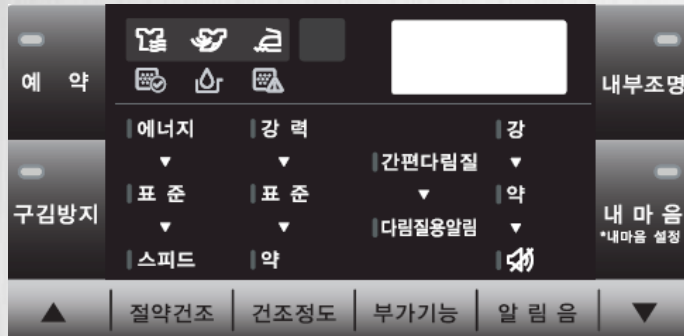 예 약
내부조명
에너지 강 력 강
간편다림질
표 준 표 준 약
구김방지 내 마 음
다림질용알림 *내마음 설정
스피드 약
▲ 절약건조 건조정도 부가기능 알 림 음 ▼